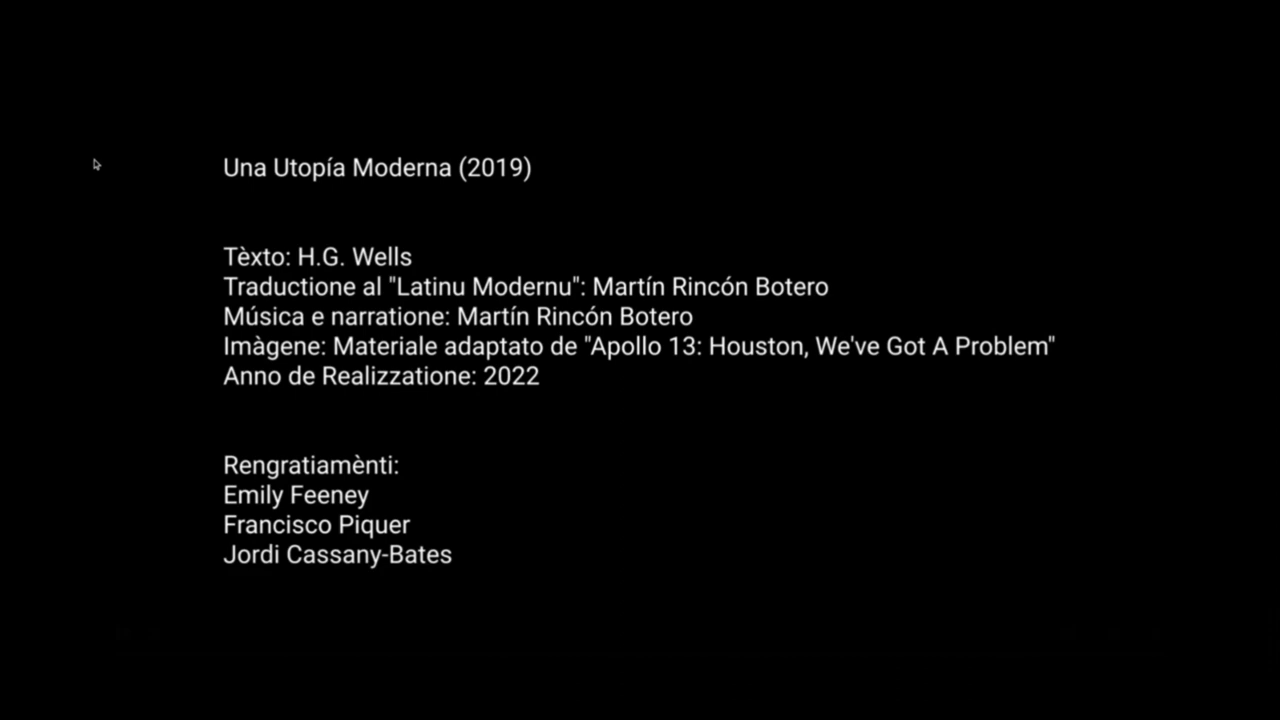 Una Utopía Moderna (2019)
Tèxto: H.G. Wells
Traductione al "Latinu Modernu": Martín Rincón Botero
Música e narratione: Martín Rincón Botero
Imàgene: Materiale adaptato de "Apollo 13: Houston, We've Got A Problem"
Anno de Realizzatione: 2022
Rengratiamènti:
Emily Feeney
Francisco Piquer
Jordi Cassany-Bates